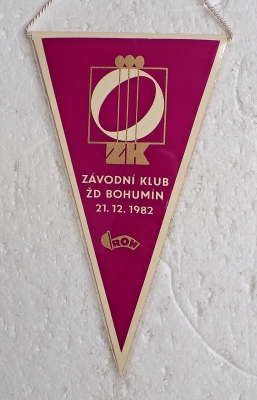 ZK
ZÁVODNÍ KLUB
ŽD BOHUMÍN
21. 12. 1982
ROH